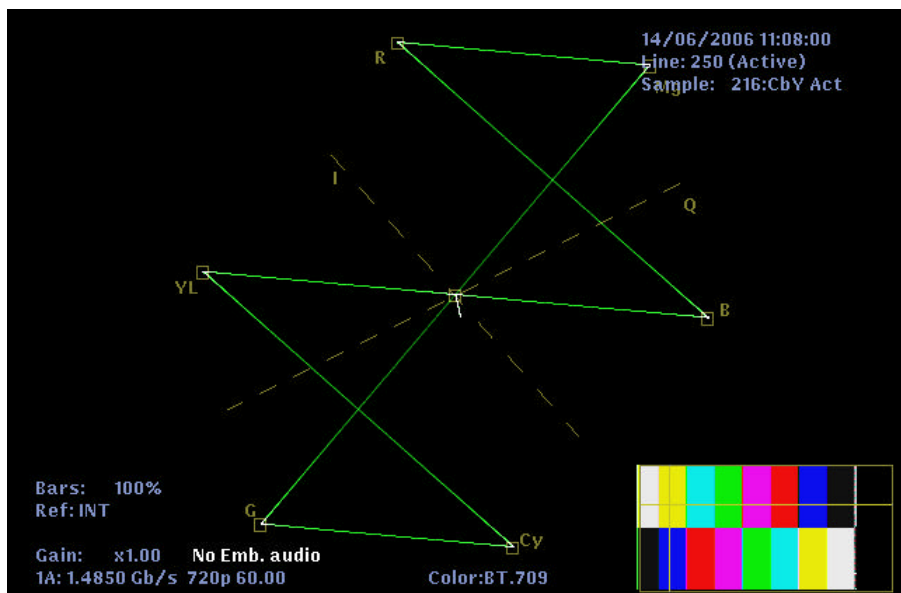 14/06/2006 11:08:00
R
Line: 250 (Active)
Mg
Sample: 216:CbY Act
I
Q
YL
B
Bars: 100%
Ref: INT
G
Cy
Gain: x1.00 No Emb. audio
1A: 1.4850 Gb/s 720p 60.00 Color:BT.709